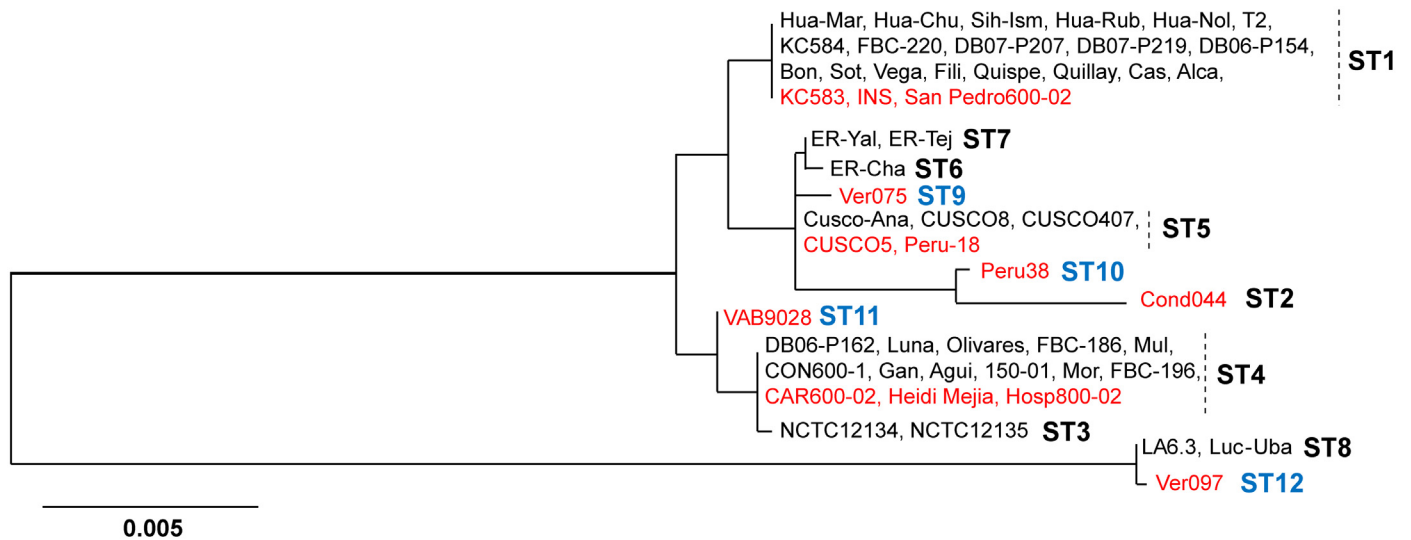 Hua-Mar, Hua-Chu, Sih-Ism, Hua-Rub, Hua-Nol, T2,
KC584, FBC-220, DB07-P207, DB07-P219, DB06-P154,
Bon, Sot, Vega, Fili, Quispe, Quillay, Cas, Alca,
KC583, INS, San Pedro600-02
ST1
ER-Yal, ER-Tej ST7
ER-Cha ST6
Ver075 ST9
Cusco-Ana, CUSCO8, CUSCO407,
CUSCO5, Peru-18
ST5
Peru38 ST10
Cond044 ST2
VAB9028 ST11
DB06-P162, Luna, Olivares, FBC-186, Mul,
CON600-1, Gan, Agui, 150-01, Mor, FBC-196,
CAR600-02, Heidi Mejia, Hosp800-02
ST4
NCTC12134, NCTC12135 ST3
LA6.3, Luc-Uba ST8
Ver097 ST12
0.005